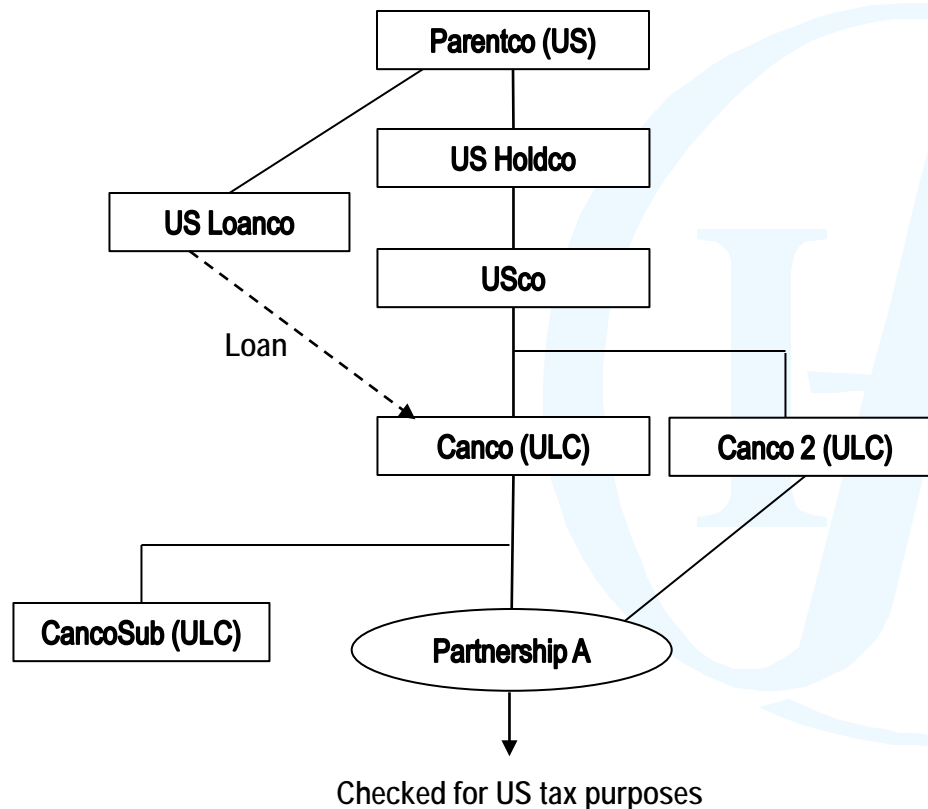 Parentco (US)
US Holdco
US Loanco
USco
Loan
Canco (ULC)
Canco 2 (ULC)
CancoSub (ULC)
Partnership A
Checked for US tax purposes